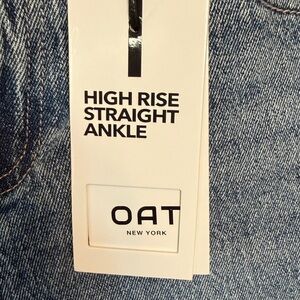 HIGH RISE
STRAIGHT
ANKLE
OAT
NEW YORK